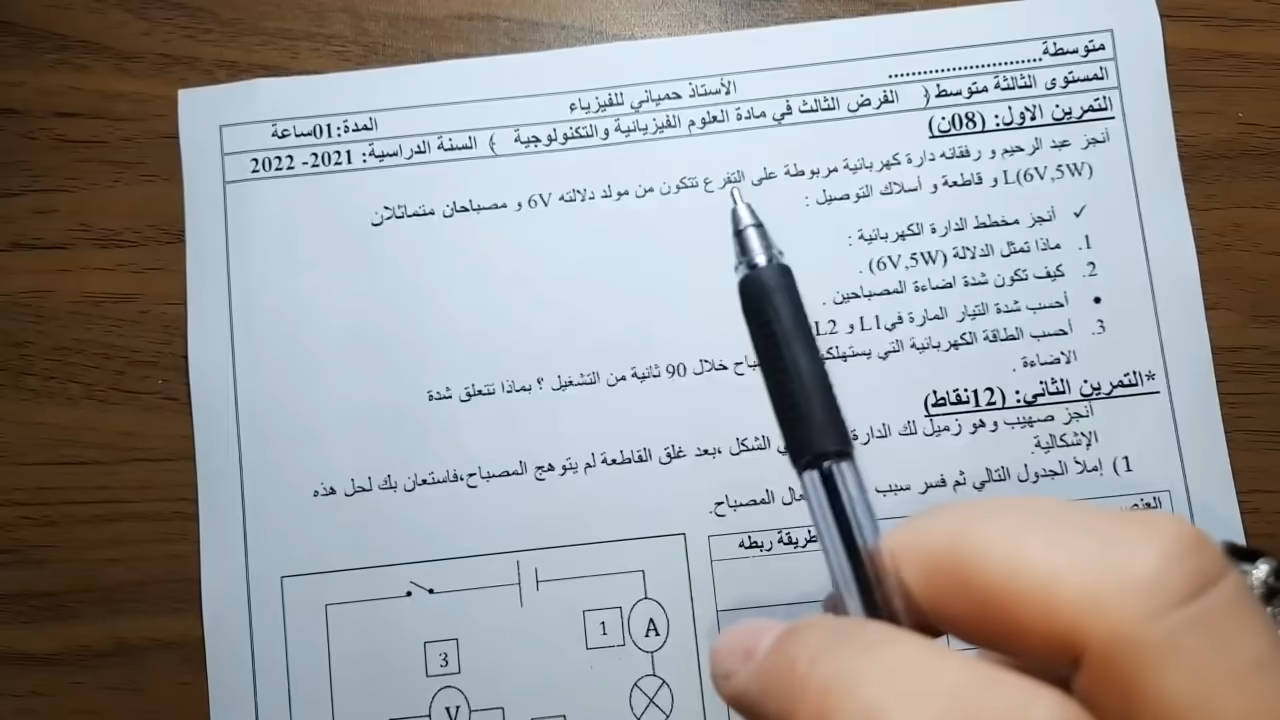 متوسطة............................
الأستاذ حمياني للفيزياء
المدة:01ساعة
المستوى الثالثة متوسط ﴿ الفرض الثالث في مادة العلوم الفيزيائية والتكنولوجية ﴾ السنة الدراسية: 2021- 2022
التمرين الاول: (08ن)
أنجز عبد الرحيم و رفقائه دارة كهربائية مربوطة على التفرع تتكون من مولد دلالته 6V و مصباحان متماثلان
L(6V,5W) و قاطعة و أسلاك التوصيل :
✓ أنجز مخطط الدارة الكهربائية :
1. ماذا تمثل الدلالة (6V,5W) .
2. كيف تكون شدة اضاءة المصباحين .
• أحسب شدة التيار المارة في L1 و L2
3. أحسب الطاقة الكهربائية التي خلال 90 ثانية من التشغيل ؟ بماذا تتعلق شدة
الاضاءة .
*التمرين الثاني: (12نقاط)
أنجز صهيب وهو زميل لك الدارة الشكل ،بعد غلق القاطعة لم يتوهج المصباح،فاستعان بك لحل هذه
الإشكالية.
1) إملأ الجدول التالي ثم فسر سبب المصباح.
طريقة ربطه
1
A
3
V